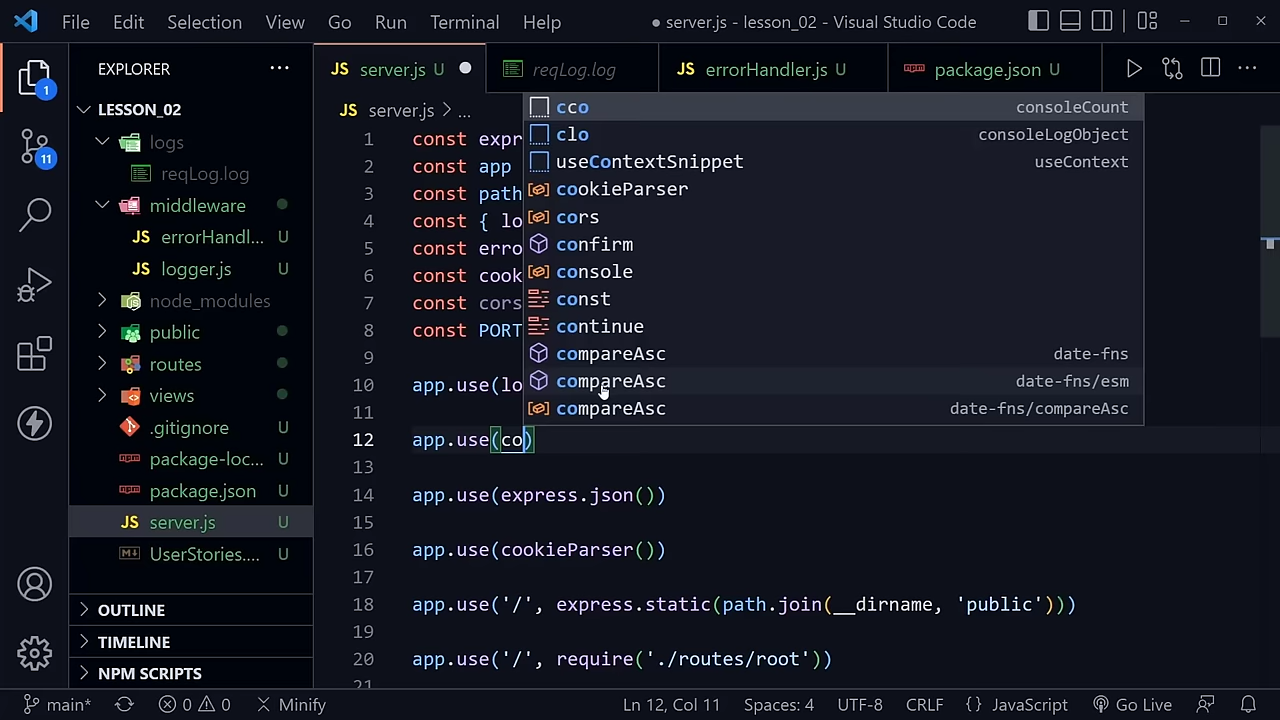 File Edit Selection View Go Run Terminal Help ● server.js - lesson_02 - Visual Studio Code
EXPLORER ...
1
11
LESSON_02
logs
reqLog.log
middleware
JS errorHandl... U
JS logger.js U
node_modules
public
routes
views
.gitignore U
package-loc... U
package.json U
JS server.js U
UserStories.... U
OUTLINE
TIMELINE
NPM SCRIPTS
JS server.js U ●
reqLog.log
JS errorHandler.js U
package.json U
JS server.js > ...
1 const expr
2 const app
3 const path
4 const { lo
5 const erro
6 const cook
7 const cors
8 const PORT
9
10 app.use(lo
11
12 app.use(co)
13
14 app.use(express.json())
15
16 app.use(cookieParser())
17
18 app.use('/', express.static(path.join(__dirname, 'public')))
19
20 app.use('/', require('./routes/root'))
21
cco consoleCount
clo consoleLogObject
useContextSnippet useContext
cookieParser
cors
confirm
console
const
continue
compareAsc date-fns
compareAsc date-fns/esm
compareAsc date-fns/compareAsc
main* 0 0 Minify Ln 12, Col 11 Spaces: 4 UTF-8 CRLF {} JavaScript Go Live